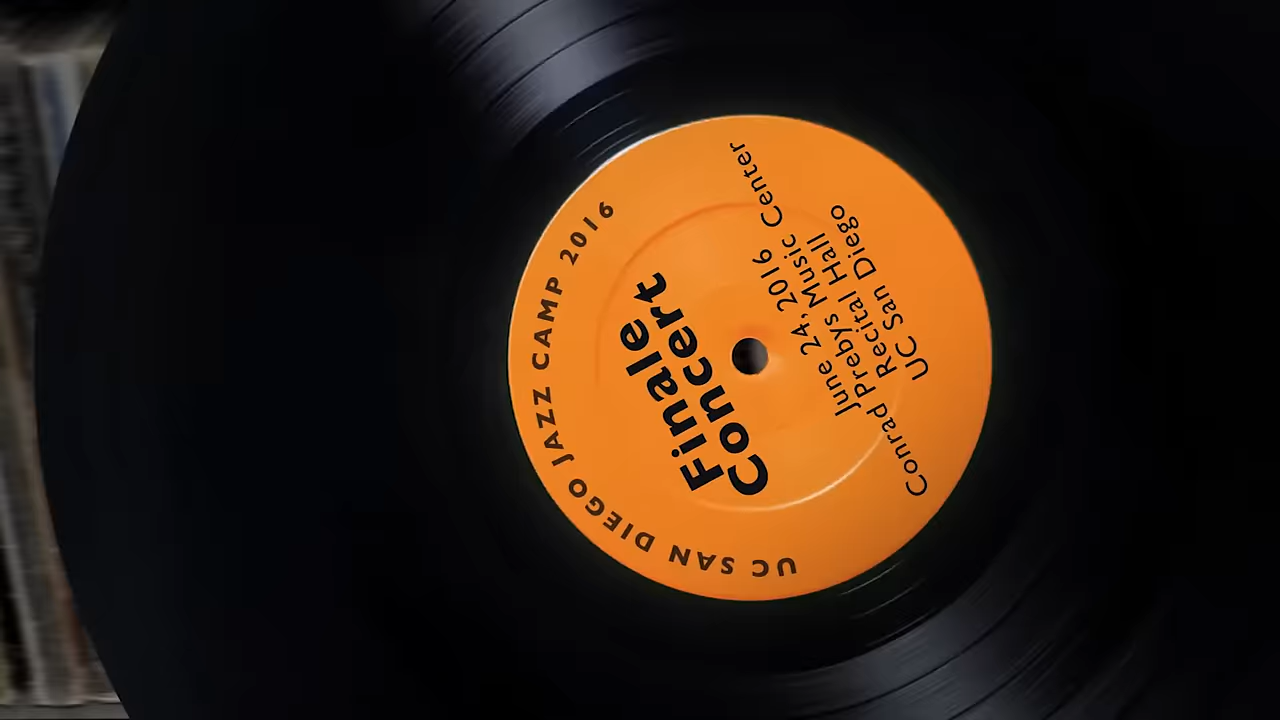 UC SAN DIEGO JAZZ CAMP 2016
Finale
Concert
June 24, 2016
Conrad Prebys Music Center
Recital Hall
UC San Diego